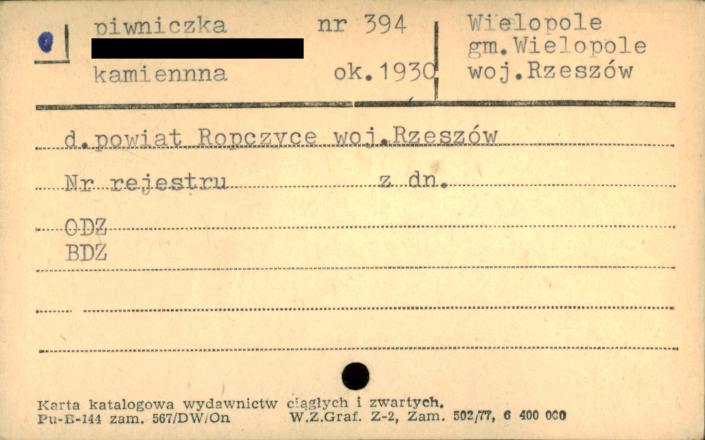 piwniczka nr 394 Wielopole
gm.Wielopole
kamiennna ok.1930 woj.Rzeszów
d.powiat Ropczyce woj.Rzeszów
Nr rejestru z dn.
ODZ
BDZ
Karta katalogowa wydawnictw ciągłych i zwartych.
Pu-B-144 zam. 567/DW/On W.Z.Graf. Z-2, Zam. 502/77, 6 400 000